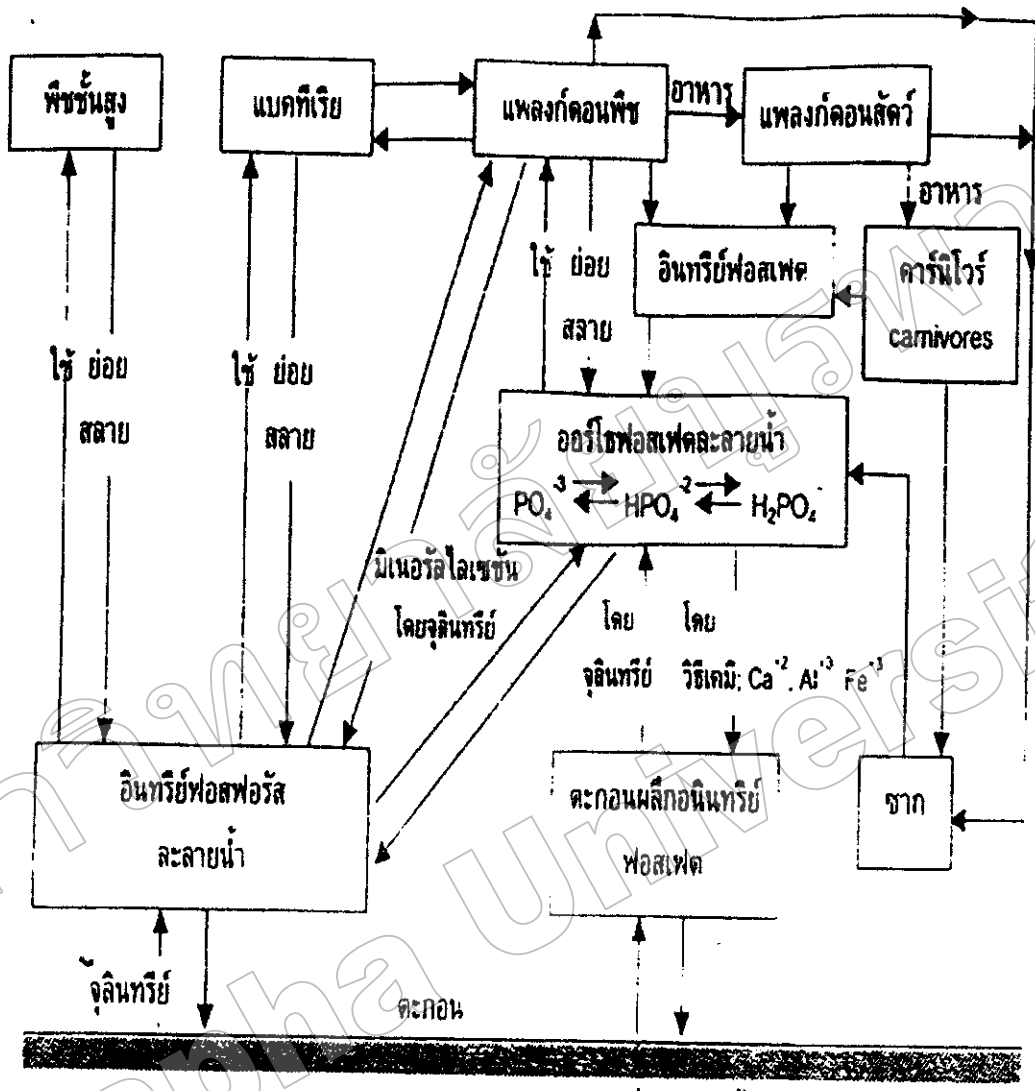 พืชชั้นสูง
แบคทีเรีย
แพลงก์ตอนพืช
อาหาร
แพลงก์ตอนสัตว์
อาหาร
ใช้ ย่อย
สลาย
อินทรีย์ฟอสเฟต
คาร์นิโวร์
carnivores
ใช้ ย่อย
สลาย
ใช้ ย่อย
สลาย
ออร์โธฟอสเฟตละลายน้ำ
PO₄⁻³ HPO₄⁻² H₂PO₄⁻
มิเนอรัลไลเซชั่น
โดยจุลินทรีย์
โดย
จุลินทรีย์
โดย
วิธีเคมี; Ca⁺², Al⁺³ Fe⁺³
อินทรีย์ฟอสฟอรัส
ละลายน้ำ
ตะกอนผลึกอนินทรีย์
ฟอสเฟต
ซาก
จุลินทรีย์
ตะกอน